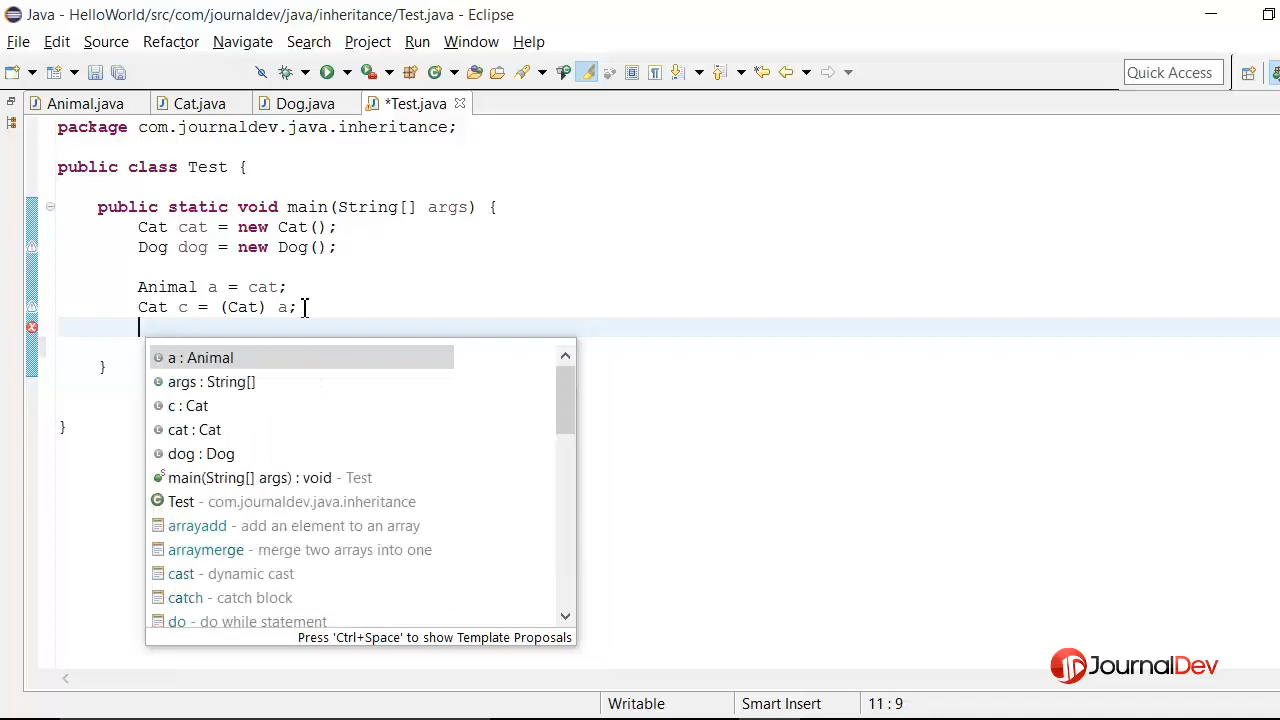 Java - HelloWorld/src/com/journaldev/java/inheritance/Test.java - Eclipse
File Edit Source Refactor Navigate Search Project Run Window Help
Quick Access
Animal.java Cat.java Dog.java *Test.java
package com.journaldev.java.inheritance;
public class Test {
public static void main(String[] args) {
Cat cat = new Cat();
Dog dog = new Dog();
Animal a = cat;
Cat c = (Cat) a;
}
}
a : Animal
args : String[]
c : Cat
cat : Cat
dog : Dog
main(String[] args) : void - Test
Test - com.journaldev.java.inheritance
arrayadd - add an element to an array
arraymerge - merge two arrays into one
cast - dynamic cast
catch - catch block
do - do while statement
Press 'Ctrl+Space' to show Template Proposals
JournalDev
Writable Smart Insert 11 : 9